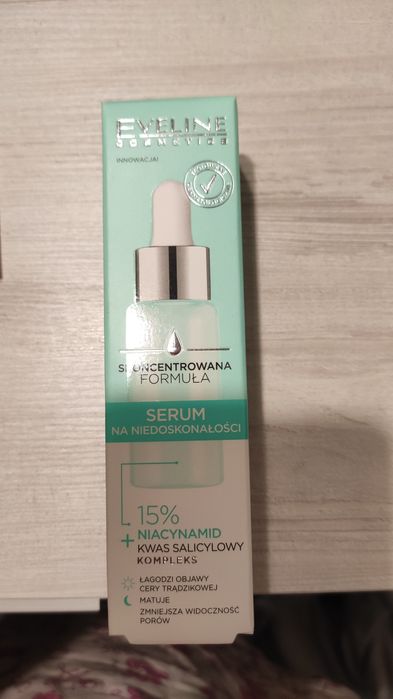 EVELINE
COSMETICS
INNOWACJA!
SKONCENTROWANA
FORMUŁA
SERUM
NA NIEDOSKONAŁOŚCI
15%
+ NIACYNAMID
KWAS SALICYLOWY
KOMPLEKS
ŁAGODZI OBJAWY
CERY TRĄDZIKOWEJ
MATUJE
ZMNIEJSZA WIDOCZNOŚĆ
PORÓW